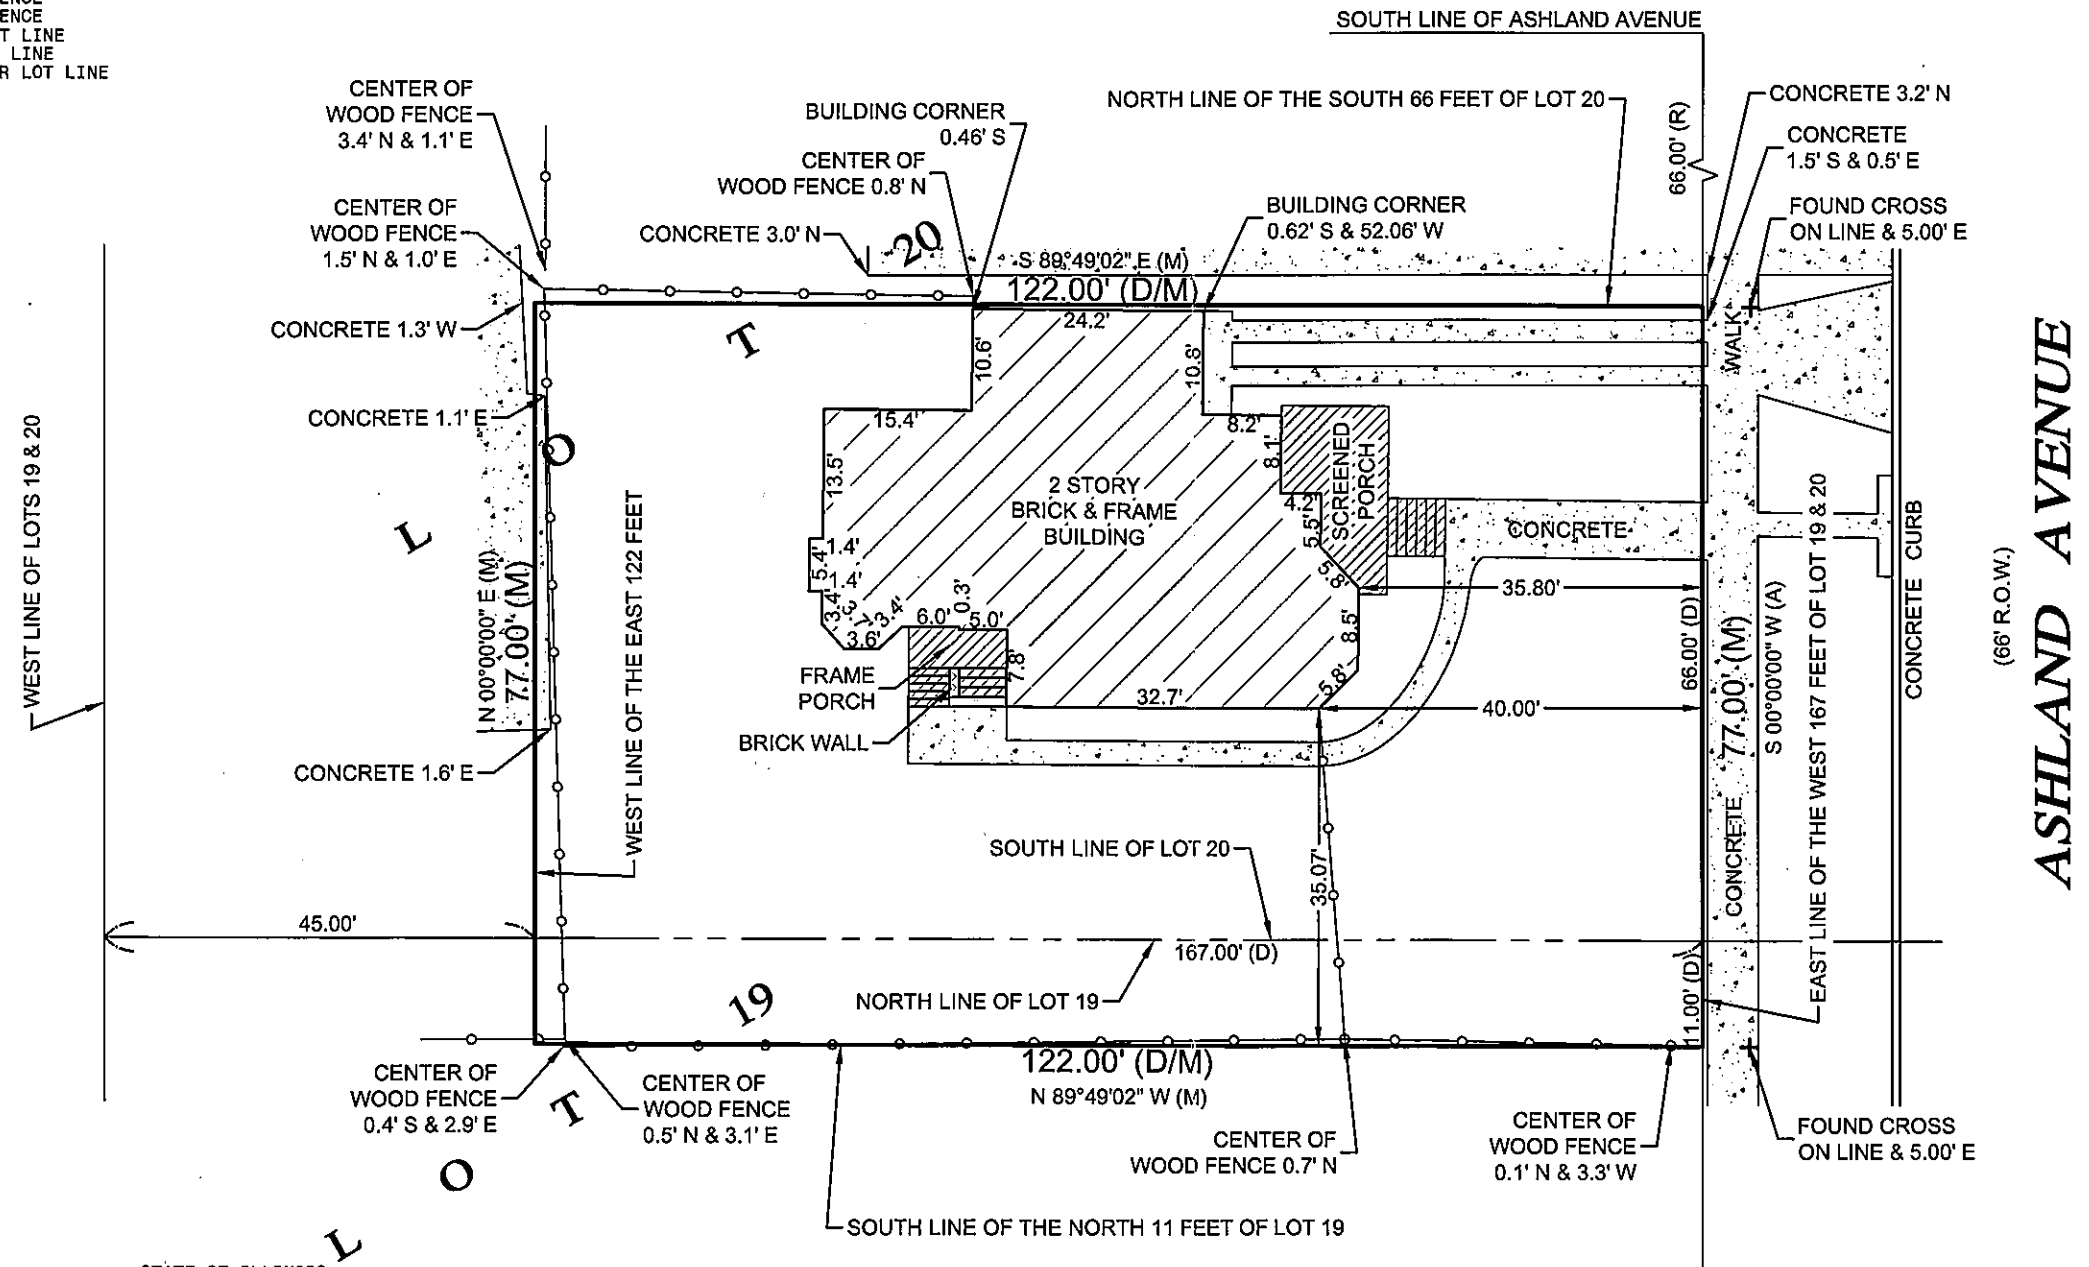 ENCE
T LINE
LINE
R LOT LINE
SOUTH LINE OF ASHLAND AVENUE
CENTER OF
WOOD FENCE
3.4' N & 1.1' E
BUILDING CORNER
0.46' S
NORTH LINE OF THE SOUTH 66 FEET OF LOT 20
66.00' (R)
CONCRETE 3.2' N
CONCRETE
1.5' S & 0.5' E
CENTER OF
WOOD FENCE 0.8' N
CENTER OF
WOOD FENCE
1.5' N & 1.0' E
CONCRETE 3.0' N
20
BUILDING CORNER
0.62' S & 52.06' W
FOUND CROSS
ON LINE & 5.00' E
S 89°49'02" E (M)
122.00' (D/M)
24.2'
CONCRETE 1.3' W
T
10.6'
10.8'
WALK
CONCRETE 1.1' E
15.4'
8.2'
O
L
13.5'
8.1'
SCREENED
PORCH
2 STORY
BRICK & FRAME
BUILDING
4.2'
5.5'
CONCRETE
WEST LINE OF LOTS 19 & 20
N 00°00'00" E (M)
77.00' (M)
WEST LINE OF THE EAST 122 FEET
5.4'
1.4'
1.4'
3.4'
3.7'
3.6'
3.4'
6.0'
0.3'
5.0'
7.8'
5.8'
35.80'
8.5'
5.8'
FRAME
PORCH
32.7'
40.00'
BRICK WALL
66.00' (D)
77.00' (M)
S 00°00'00" W (A)
CONCRETE
EAST LINE OF THE WEST 167 FEET OF LOT 19 & 20
CONCRETE CURB
(66' R.O.W.)
ASHLAND AVENUE
CONCRETE 1.6' E
SOUTH LINE OF LOT 20
35.07'
45.00'
167.00' (D)
11.00' (D)
19
NORTH LINE OF LOT 19
122.00' (D/M)
N 89°49'02" W (M)
CENTER OF
WOOD FENCE
0.4' S & 2.9' E
T
CENTER OF
WOOD FENCE
0.5' N & 3.1' E
CENTER OF
WOOD FENCE 0.7' N
CENTER OF
WOOD FENCE
0.1' N & 3.3' W
FOUND CROSS
ON LINE & 5.00' E
O
SOUTH LINE OF THE NORTH 11 FEET OF LOT 19
L